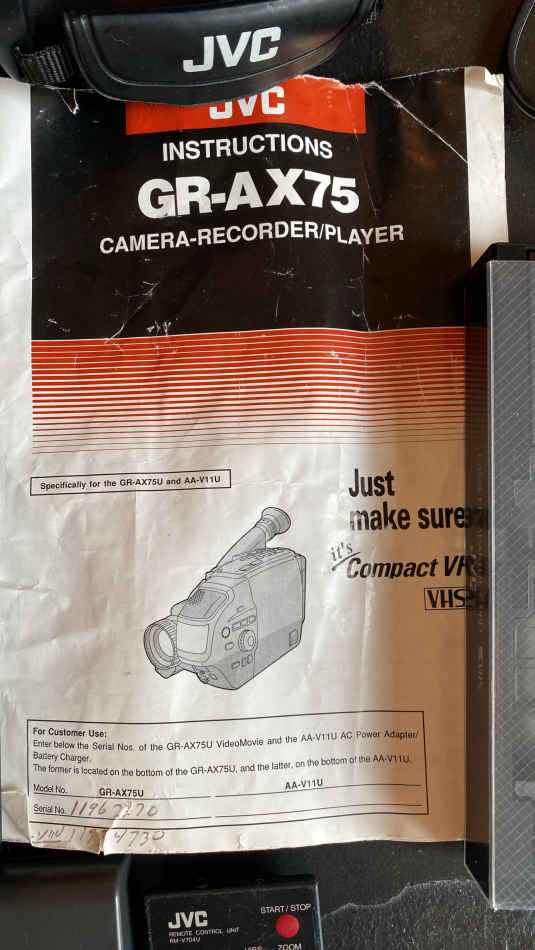 JVC
JVC
INSTRUCTIONS
GR-AX75
CAMERA-RECORDER/PLAYER
Specifically for the GR-AX75U and AA-V11U
Just
make sure
it's
Compact VR
VHS
For Customer Use:
Enter below the Serial Nos. of the GR-AX75U VideoMovie and the AA-V11U AC Power Adapter/
Battery Charger.
The former is located on the bottom of the GR-AX75U, and the latter, on the bottom of the AA-V11U.
Model No. GR-AX75U AA-V11U
Serial No.
JVC
REMOTE CONTROL UNIT
RM-V704U
START/STOP
ZOOM